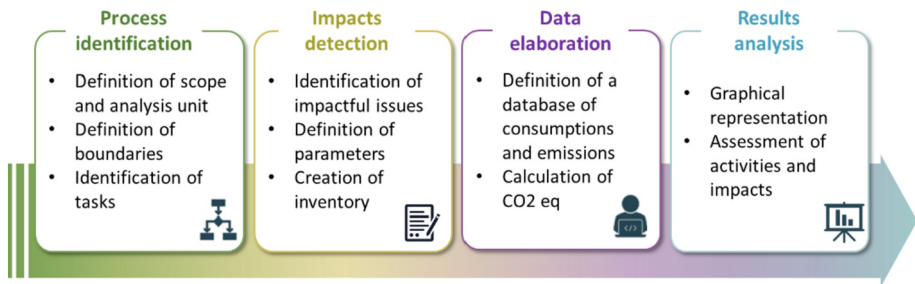 Process
identification
• Definition of scope
and analysis unit
• Definition of
boundaries
• Identification of
tasks
Impacts
detection
• Identification of
impactful issues
• Definition of
parameters
• Creation of
inventory
Data
elaboration
• Definition of a
database of
consumptions
and emissions
• Calculation of
CO2 eq
</>
Results
analysis
• Graphical
representation
• Assessment of
activities and
impacts